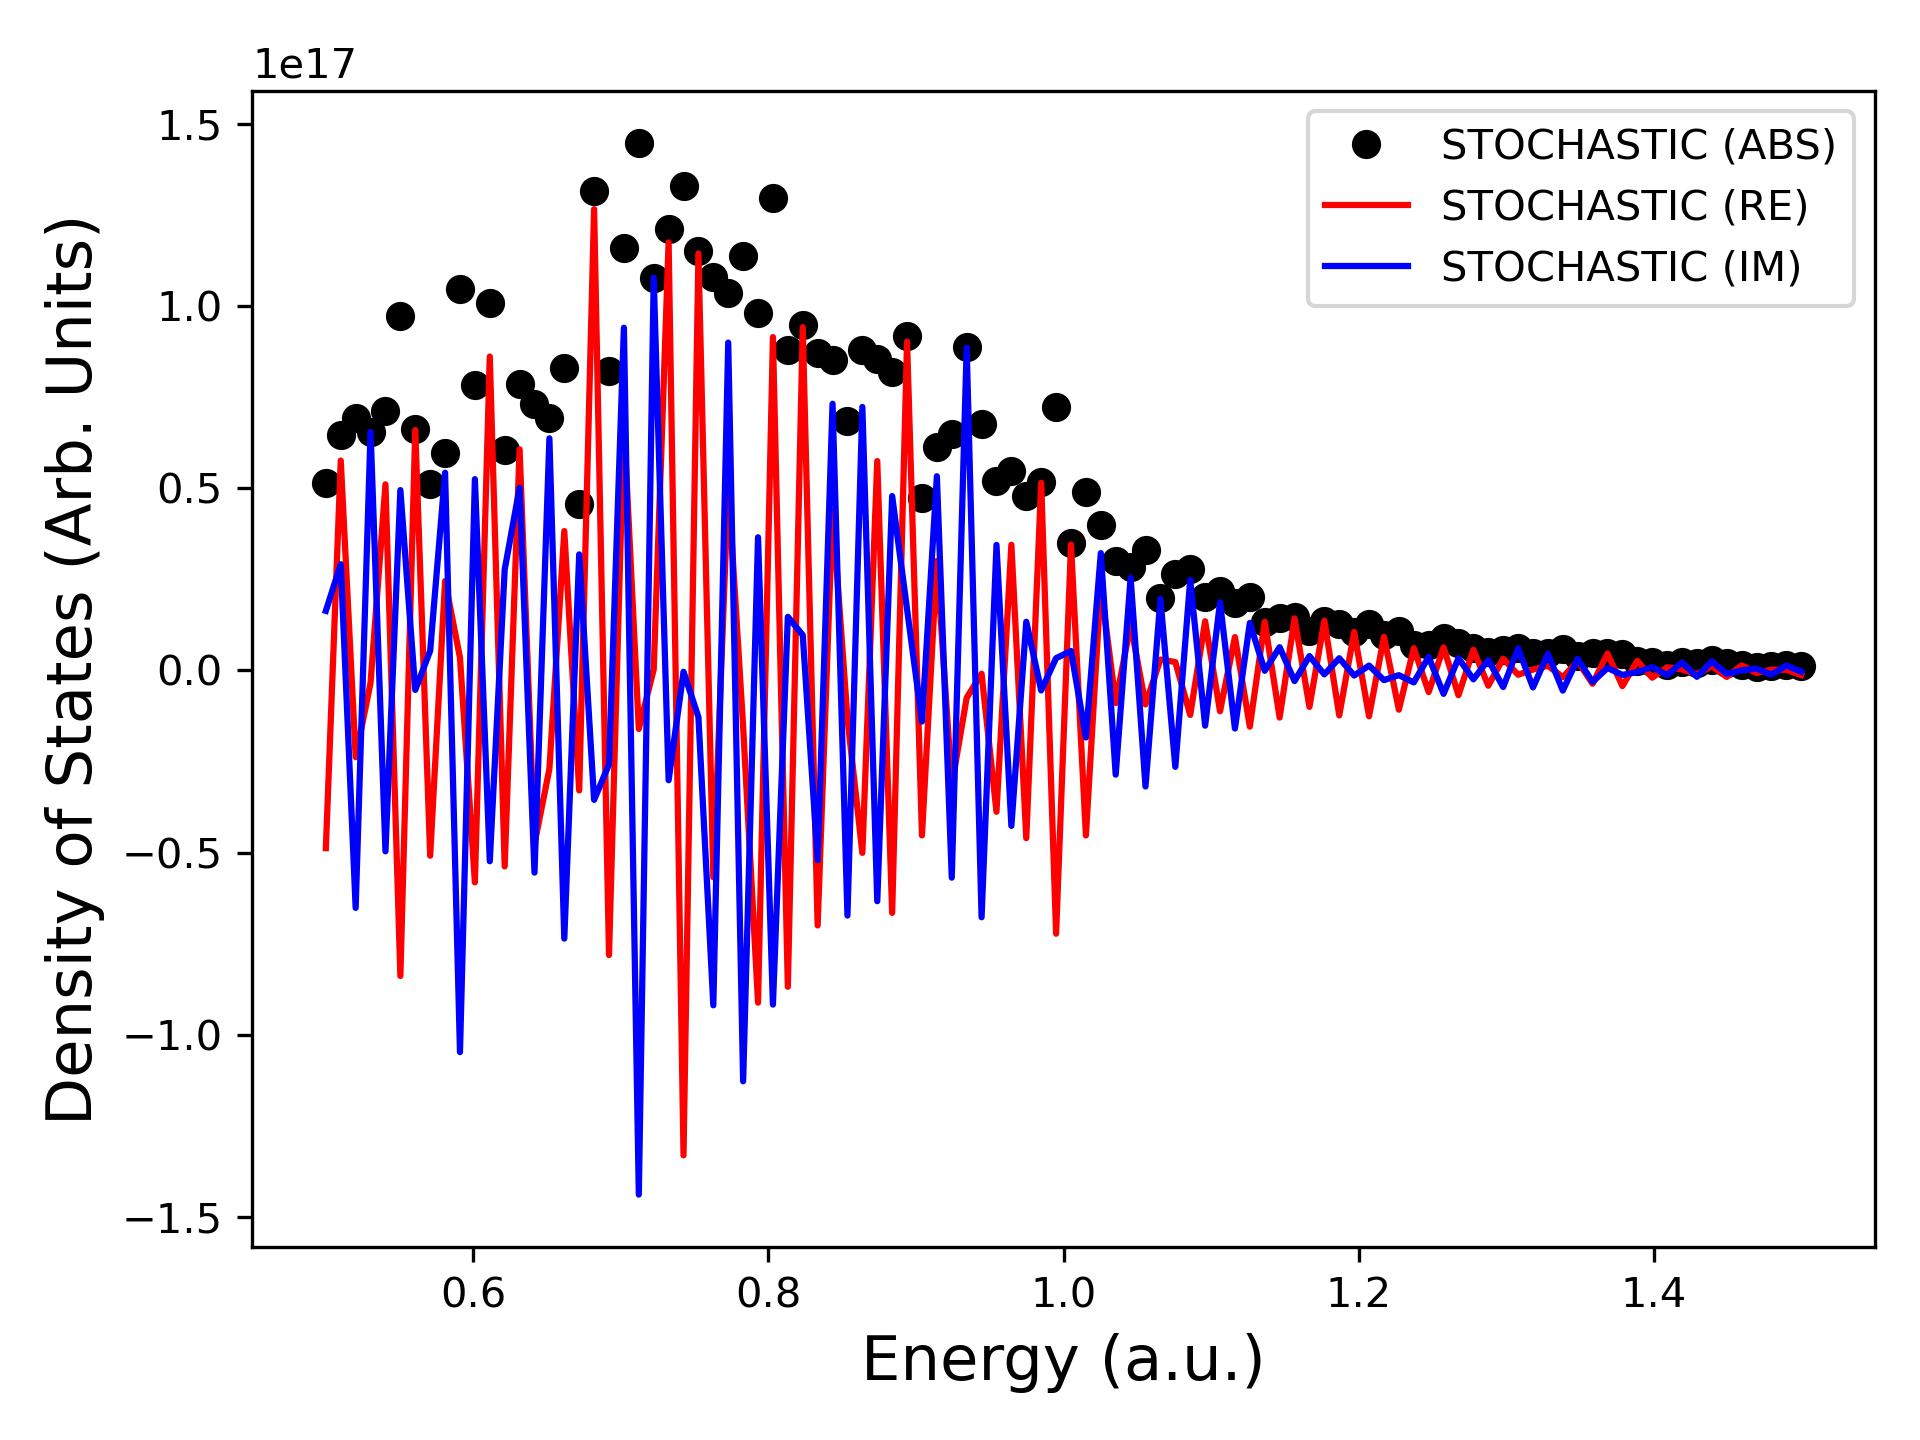 1e17
1.5
1.0
0.5
0.0
−0.5
−1.0
−1.5
Density of States (Arb. Units)
STOCHASTIC (ABS)
STOCHASTIC (RE)
STOCHASTIC (IM)
0.6 0.8 1.0 1.2 1.4
Energy (a.u.)